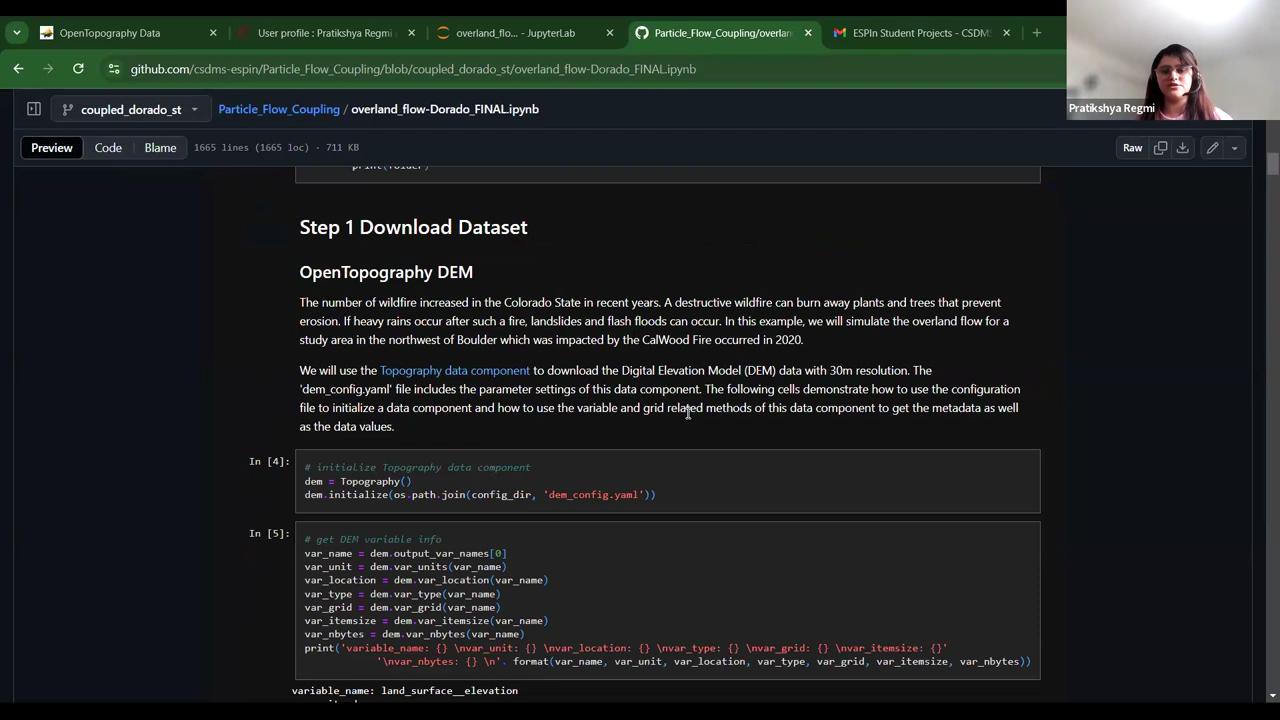 OpenTopography Data
User profile : Pratikshya Regmi
overland_flo... - JupyterLab
Particle_Flow_Coupling/overlan
ESPIn Student Projects - CSDMS
github.com/csdms-espin/Particle_Flow_Coupling/blob/coupled_dorado_st/overland_flow-Dorado_FINAL.ipynb
Pratikshya Regmi
coupled_dorado_st
Particle_Flow_Coupling/overland_flow-Dorado_FINAL.ipynb
Preview Code Blame 1665 lines (1665 loc) · 711 KB Raw
print(folder)
Step 1 Download Dataset
OpenTopography DEM
The number of wildfire increased in the Colorado State in recent years. A destructive wildfire can burn away plants and trees that prevent
erosion. If heavy rains occur after such a fire, landslides and flash floods can occur. In this example, we will simulate the overland flow for a
study area in the northwest of Boulder which was impacted by the CalWood Fire occurred in 2020.
We will use the Topography data component to download the Digital Elevation Model (DEM) data with 30m resolution. The
'dem_config.yaml' file includes the parameter settings of this data component. The following cells demonstrate how to use the configuration
file to initialize a data component and how to use the variable and grid related methods of this data component to get the metadata as well
as the data values.
In [4]:
# initialize Topography data component
dem = Topography()
dem.initialize(os.path.join(config_dir, 'dem_config.yaml'))
In [5]:
# get DEM variable info
var_name = dem.output_var_names[0]
var_unit = dem.var_units(var_name)
var_location = dem.var_location(var_name)
var_type = dem.var_type(var_name)
var_grid = dem.var_grid(var_name)
var_itemsize = dem.var_itemsize(var_name)
var_nbytes = dem.var_nbytes(var_name)
print('variable_name: {} \nvar_unit: {} \nvar_location: {} \nvar_type: {} \nvar_grid: {} \nvar_itemsize: {}'
'\nvar_nbytes: {} \n'. format(var_name, var_unit, var_location, var_type, var_grid, var_itemsize, var_nbytes))
variable_name: land_surface__elevation